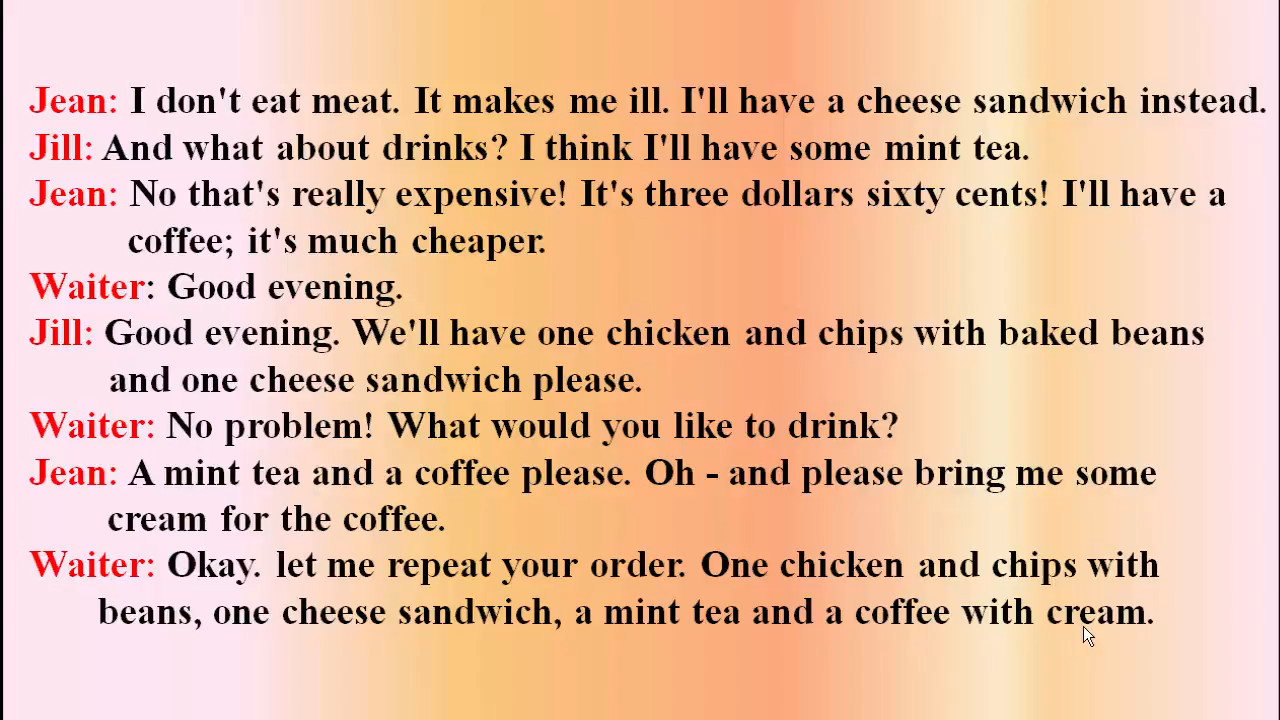 Jean: I don't eat meat. It makes me ill. I'll have a cheese sandwich instead.
Jill: And what about drinks? I think I'll have some mint tea.
Jean: No that's really expensive! It's three dollars sixty cents! I'll have a
coffee; it's much cheaper.
Waiter: Good evening.
Jill: Good evening. We'll have one chicken and chips with baked beans
and one cheese sandwich please.
Waiter: No problem! What would you like to drink?
Jean: A mint tea and a coffee please. Oh - and please bring me some
cream for the coffee.
Waiter: Okay. let me repeat your order. One chicken and chips with
beans, one cheese sandwich, a mint tea and a coffee with cream.